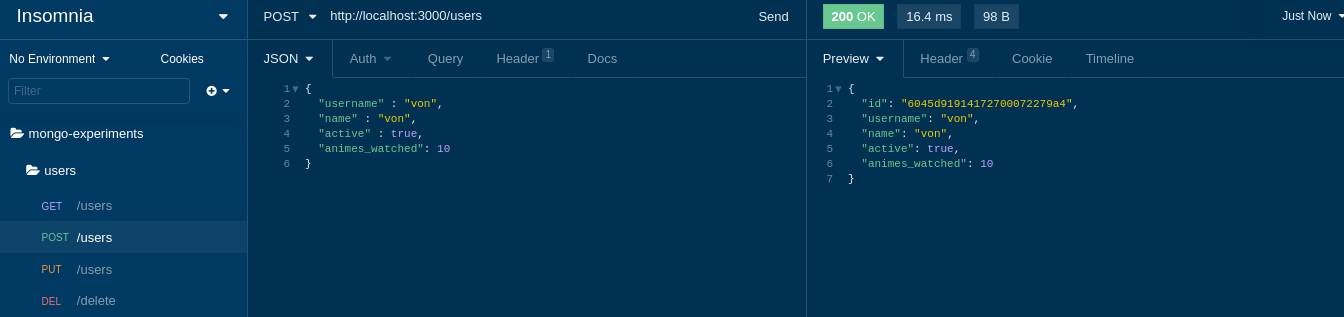 Insomnia
POST http://localhost:3000/users Send
200 OK 16.4 ms 98 B Just Now
No Environment Cookies
JSON Auth Query Header 1 Docs
Preview Header 4 Cookie Timeline
Filter
mongo-experiments
users
GET /users
POST /users
PUT /users
DEL /delete
1 {
2 "username" : "von",
3 "name" : "von",
4 "active" : true,
5 "animes_watched": 10
6 }
1 {
2 "id": "6045d91914172700072279a4",
3 "username": "von",
4 "name": "von",
5 "active": true,
6 "animes_watched": 10
7 }